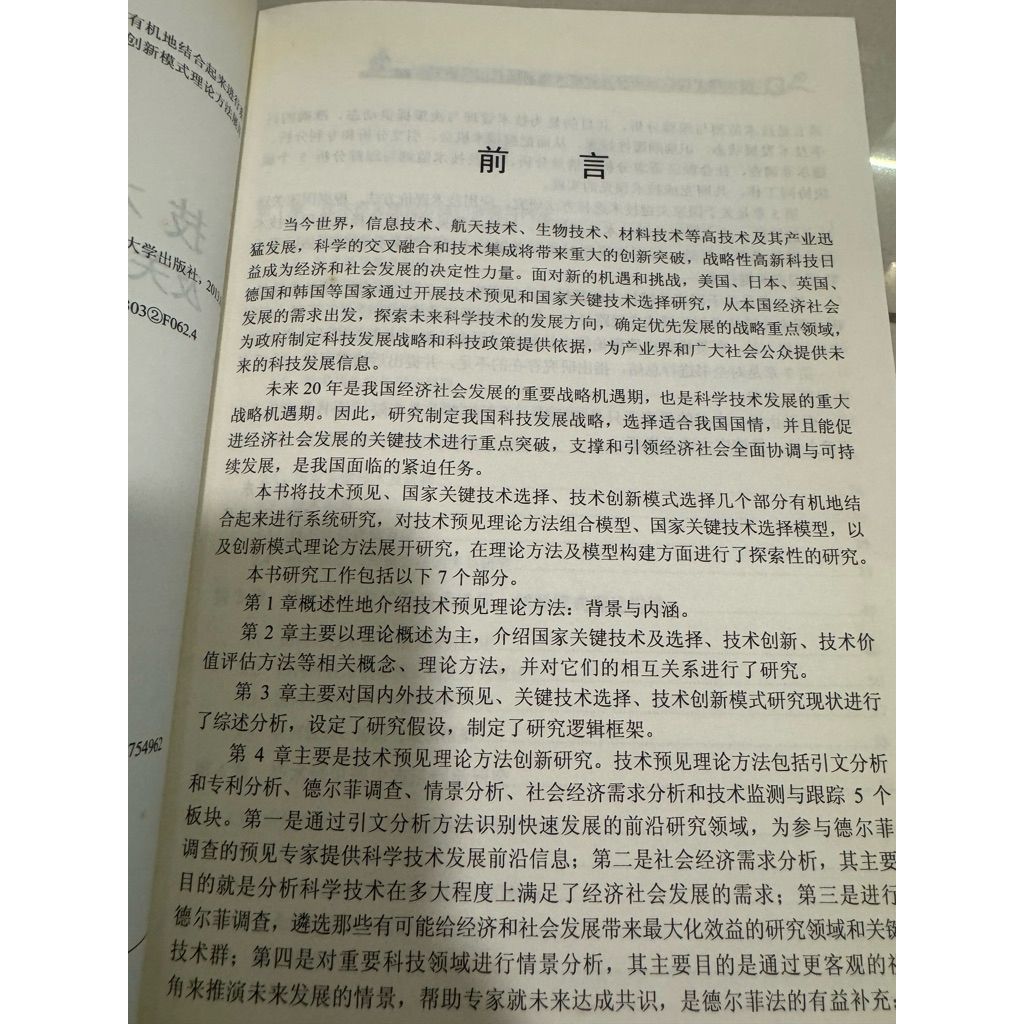 有机地结合起来进行
创新模式理论方法展
技
大学出版社, 201
303②F062.4
754962
前 言
当今世界，信息技术、航天技术、生物技术、材料技术等高技术及其产业迅
猛发展，科学的交叉融合和技术集成将带来重大的创新突破，战略性高新科技日
益成为经济和社会发展的决定性力量。面对新的机遇和挑战，美国、日本、英国、
德国和韩国等国家通过开展技术预见和国家关键技术选择研究，从本国经济社会
发展的需求出发，探索未来科学技术的发展方向，确定优先发展的战略重点领域，
为政府制定科技发展战略和科技政策提供依据，为产业界和广大社会公众提供未
来的科技发展信息。
未来 20 年是我国经济社会发展的重要战略机遇期，也是科学技术发展的重大
战略机遇期。因此，研究制定我国科技发展战略，选择适合我国国情，并且能促
进经济社会发展的关键技术进行重点突破，支撑和引领经济社会全面协调与可持
续发展，是我国面临的紧迫任务。
本书将技术预见、国家关键技术选择、技术创新模式选择几个部分有机地结
合起来进行系统研究，对技术预见理论方法组合模型、国家关键技术选择模型，以
及创新模式理论方法展开研究，在理论方法及模型构建方面进行了探索性的研究。
本书研究工作包括以下 7 个部分。
第 1 章概述性地介绍技术预见理论方法：背景与内涵。
第 2 章主要以理论概述为主，介绍国家关键技术及选择、技术创新、技术价
值评估方法等相关概念、理论方法，并对它们的相互关系进行了研究。
第 3 章主要对国内外技术预见、关键技术选择、技术创新模式研究现状进行
了综述分析，设定了研究假设，制定了研究逻辑框架。
第 4 章主要是技术预见理论方法创新研究。技术预见理论方法包括引文分析
和专利分析、德尔菲调查、情景分析、社会经济需求分析和技术监测与跟踪 5 个
板块。第一是通过引文分析方法识别快速发展的前沿研究领域，为参与德尔菲
调查的预见专家提供科学技术发展前沿信息；第二是社会经济需求分析，其主要
目的就是分析科学技术在多大程度上满足了经济社会发展的需求；第三是进行
德尔菲调查，遴选那些有可能给经济和社会发展带来最大化效益的研究领域和关键
技术群；第四是对重要科技领域进行情景分析，其主要目的是通过更客观的视
角来推演未来发展的情景，帮助专家就未来达成共识，是德尔菲法的有益补充；